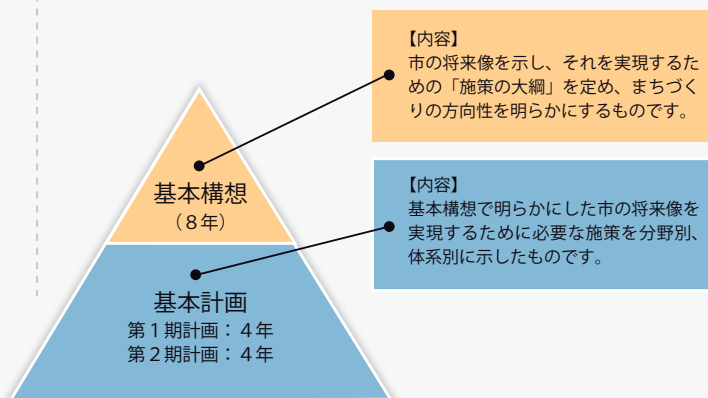 【内容】
市の将来像を示し、それを実現するた
めの「施策の大綱」を定め、まちづく
りの方向性を明らかにするものです。
基本構想
（８年）
【内容】
基本構想で明らかにした市の将来像を
実現するために必要な施策を分野別、
体系別に示したものです。
基本計画
第１期計画：４年
第２期計画：４年